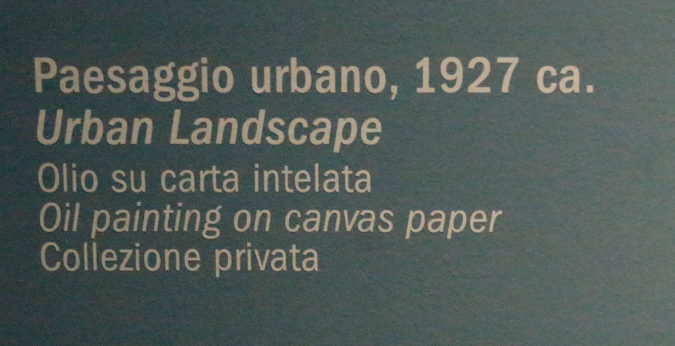 Paesaggio urbano, 1927 ca.
Urban Landscape
Olio su carta intelata
Oil painting on canvas paper
Collezione privata